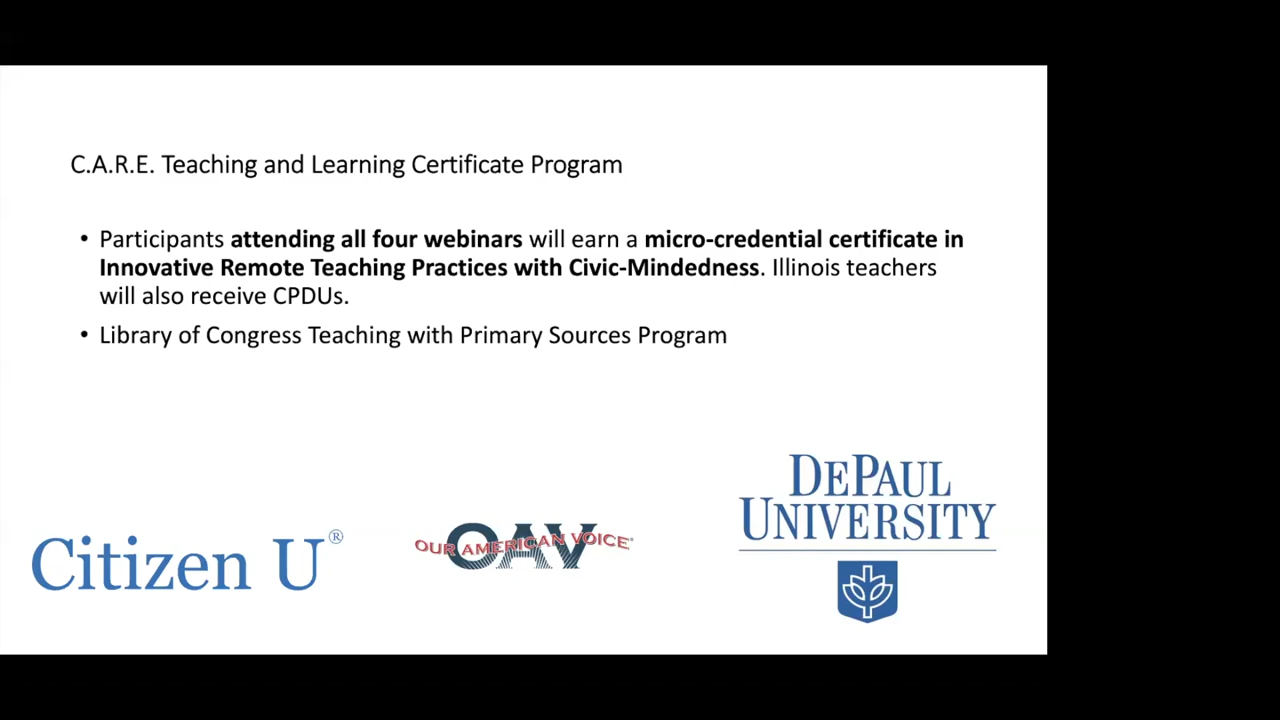 C.A.R.E. Teaching and Learning Certificate Program
• Participants attending all four webinars will earn a micro-credential certificate in
Innovative Remote Teaching Practices with Civic-Mindedness. Illinois teachers
will also receive CPDUs.
• Library of Congress Teaching with Primary Sources Program
Citizen U®
OAV
OUR AMERICAN VOICE®
DEPAUL
UNIVERSITY